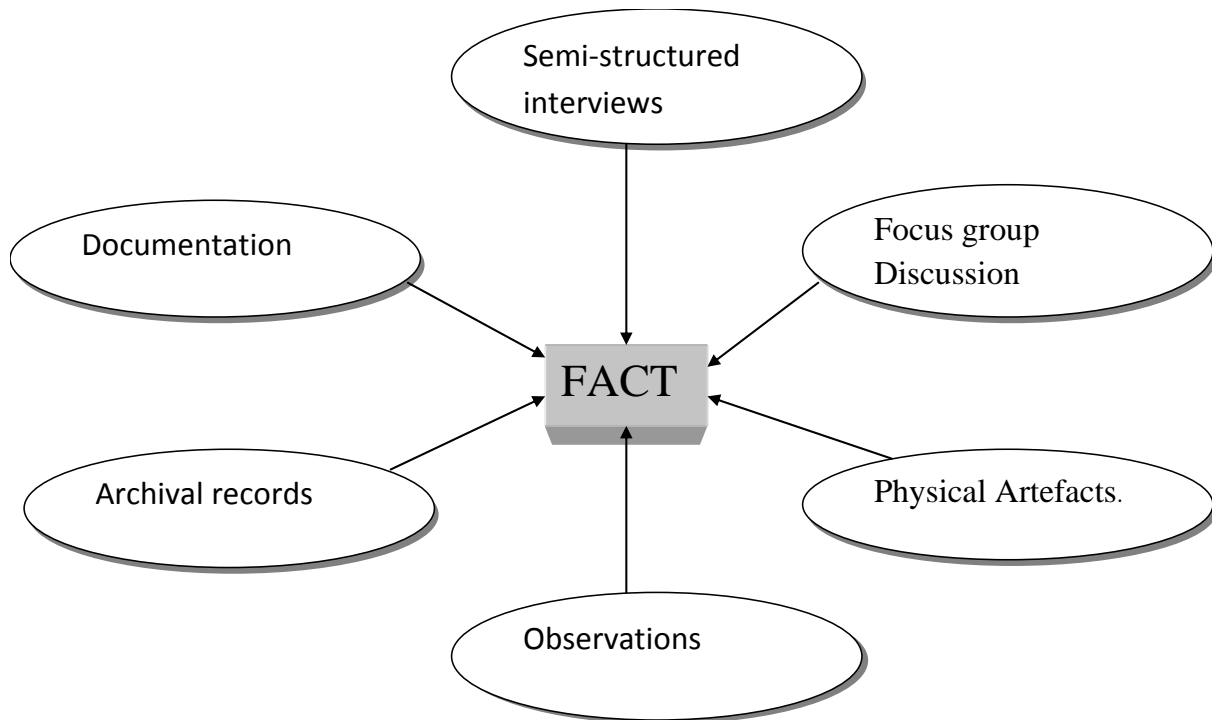 Semi-structured
interviews
Documentation
Focus group
Discussion
FACT
Archival records
Physical Artefacts.
Observations